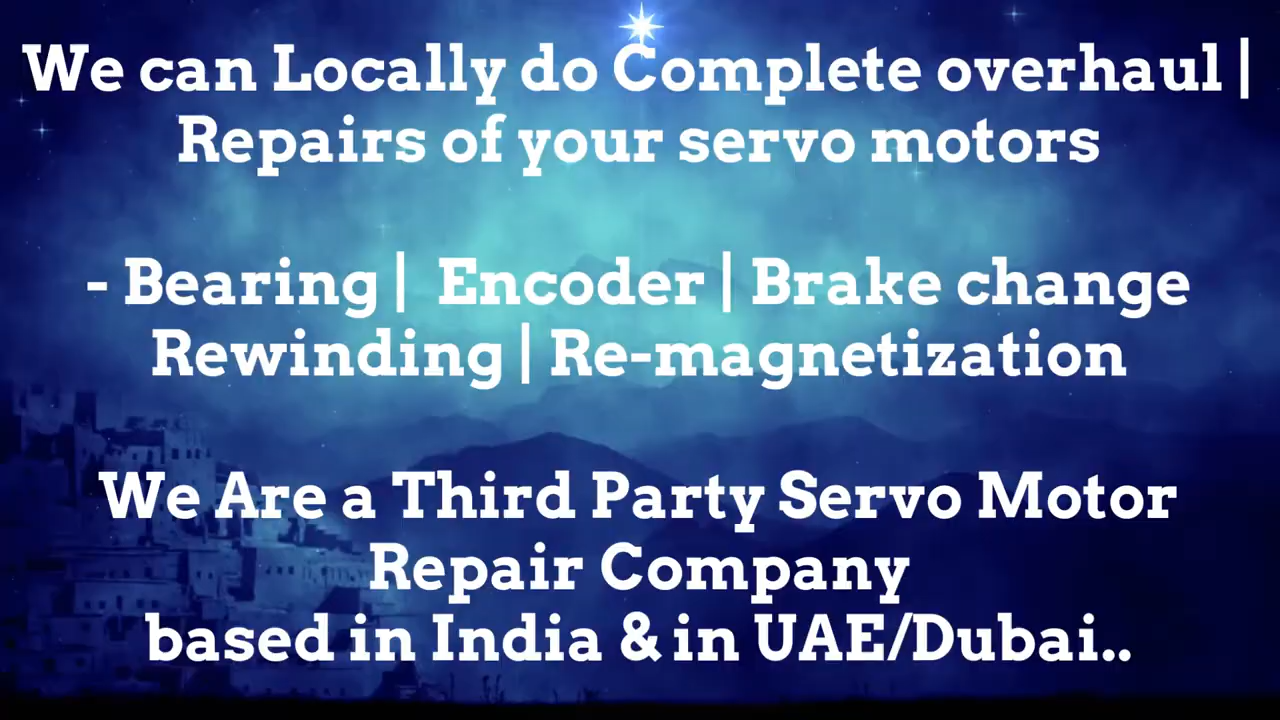 We can Locally do Complete overhaul |
Repairs of your servo motors
- Bearing | Encoder | Brake change
Rewinding | Re-magnetization
We Are a Third Party Servo Motor
Repair Company
based in India & in UAE/Dubai..